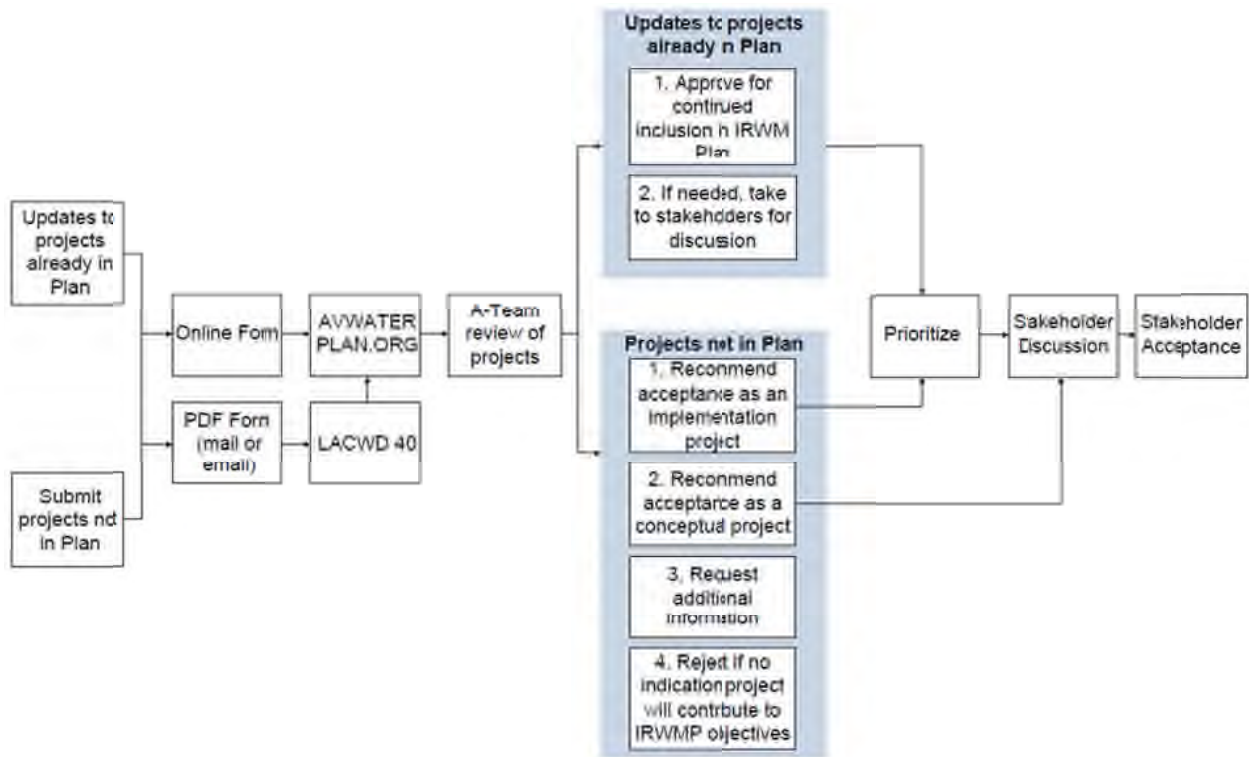 Updates to
projects
already in
Plan
Submit
projects not
in Plan
Online Form
PDF Form
(mail or
email)
AVWATER
PLAN.ORG
LACWD 40
A-Team
review of
projects
Updates to projects
already in Plan
1. Approve for
continued
inclusion in IRWM
Plan
2. If needed, take
to stakeholders for
discussion
Projects not in Plan
1. Recommend
acceptance as an
implementation
project
2. Recommend
acceptance as a
conceptual project
3. Request
additional
information
4. Reject if no
indication project
will contribute to
IRWMP objectives
Prioritize
Stakeholder
Discussion
Stakeholder
Acceptance